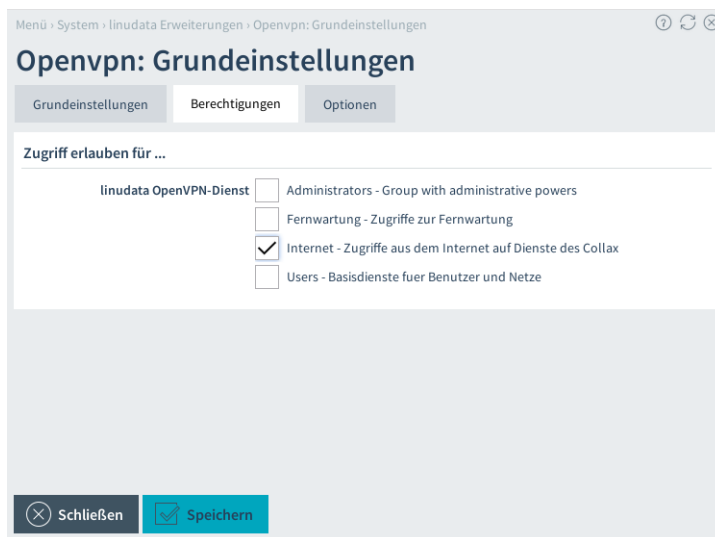 Menü › System › linudata Erweiterungen › Openvpn: Grundeinstellungen
Openvpn: Grundeinstellungen
Grundeinstellungen Berechtigungen Optionen
Zugriff erlauben für ...
linudata OpenVPN-Dienst Administrators - Group with administrative powers
Fernwartung - Zugriffe zur Fernwartung
Internet - Zugriffe aus dem Internet auf Dienste des Collax
Users - Basisdienste fuer Benutzer und Netze
Schließen Speichern